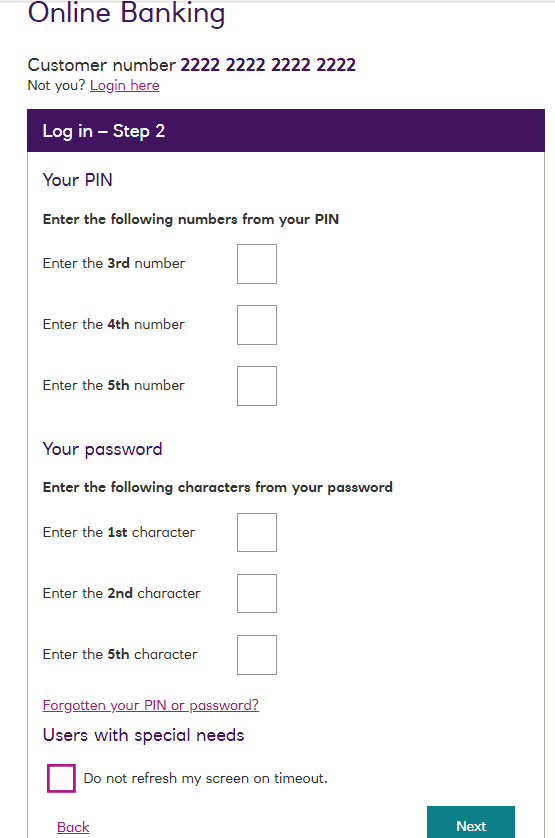 Online Banking
Customer number 2222 2222 2222 2222
Not you? Login here
Log in – Step 2
Your PIN
Enter the following numbers from your PIN
Enter the 3rd number
Enter the 4th number
Enter the 5th number
Your password
Enter the following characters from your password
Enter the 1st character
Enter the 2nd character
Enter the 5th character
Forgotten your PIN or password?
Users with special needs
Do not refresh my screen on timeout.
Back Next